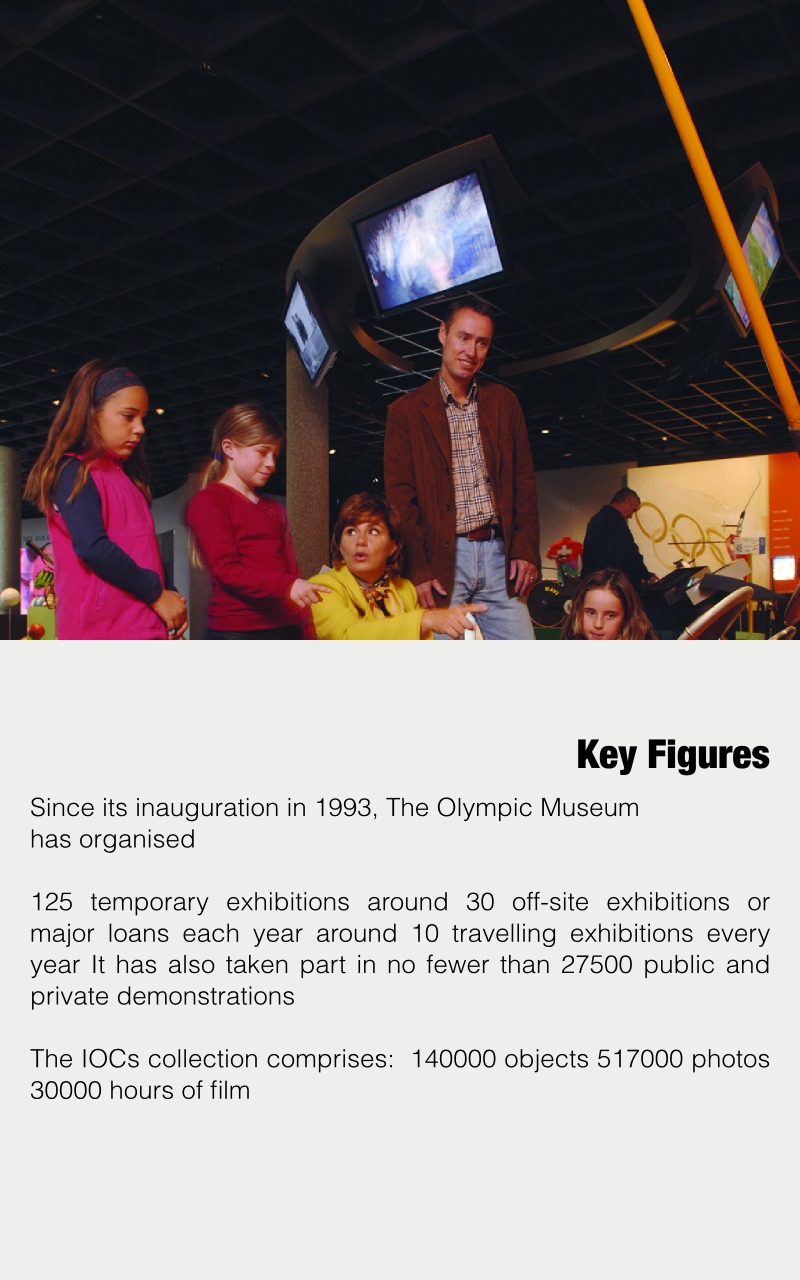 Key Figures
Since its inauguration in 1993, The Olympic Museum
has organised
125 temporary exhibitions around 30 off-site exhibitions or
major loans each year around 10 travelling exhibitions every
year It has also taken part in no fewer than 27500 public and
private demonstrations
The IOCs collection comprises:  140000 objects 517000 photos
30000 hours of film